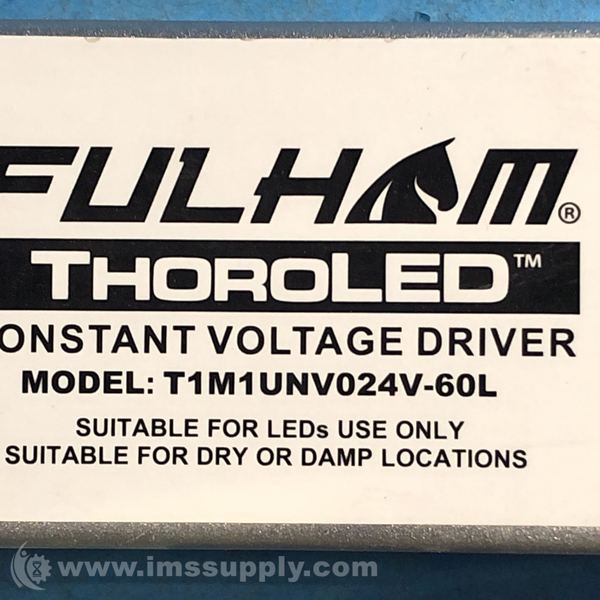 FULHAM®
THOROLED™
CONSTANT VOLTAGE DRIVER
MODEL: T1M1UNV024V-60L
SUITABLE FOR LEDs USE ONLY
SUITABLE FOR DRY OR DAMP LOCATIONS
www.imssupply.com